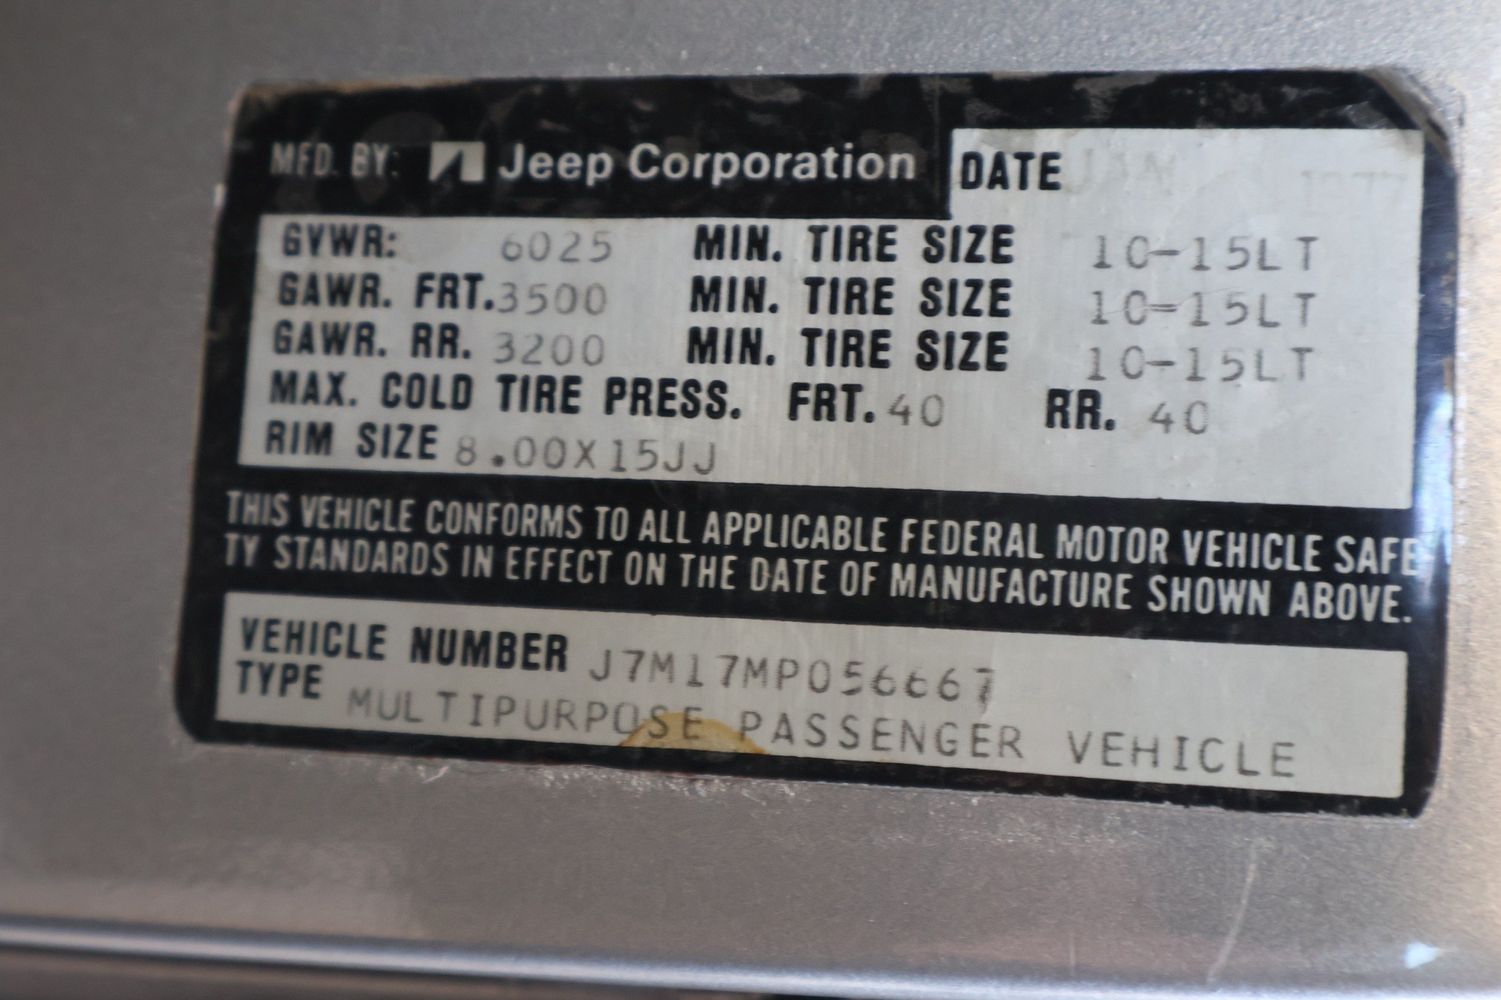 MFD. BY: Jeep Corporation DATE JAN 1977
GVWR: 6025 MIN. TIRE SIZE 10-15LT
GAWR. FRT. 3500 MIN. TIRE SIZE 10-15LT
GAWR. RR. 3200 MIN. TIRE SIZE 10-15LT
MAX. COLD TIRE PRESS. FRT. 40 RR. 40
RIM SIZE 8.00X15JJ
THIS VEHICLE CONFORMS TO ALL APPLICABLE FEDERAL MOTOR VEHICLE SAFE
TY STANDARDS IN EFFECT ON THE DATE OF MANUFACTURE SHOWN ABOVE.
VEHICLE NUMBER J7M17MP056667
TYPE MULTIPURPOSE PASSENGER VEHICLE